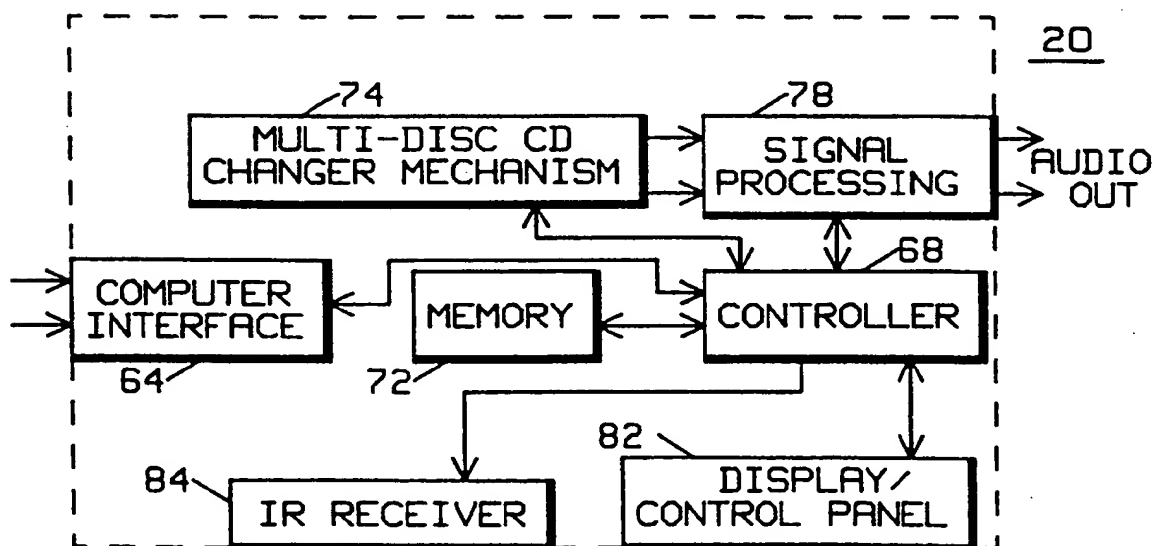 20
74
78
MULTI-DISC CD
CHANGER MECHANISM
SIGNAL
PROCESSING
AUDIO
OUT
68
COMPUTER
INTERFACE
MEMORY
CONTROLLER
64
72
82
84
IR RECEIVER
DISPLAY/
CONTROL PANEL